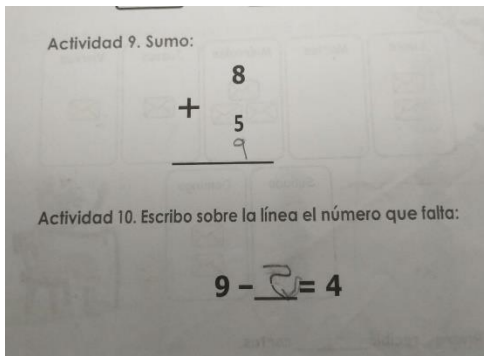 Actividad 9. Sumo:
8
+
5
9
Actividad 10. Escribo sobre la línea el número que falta:
9 - = 4